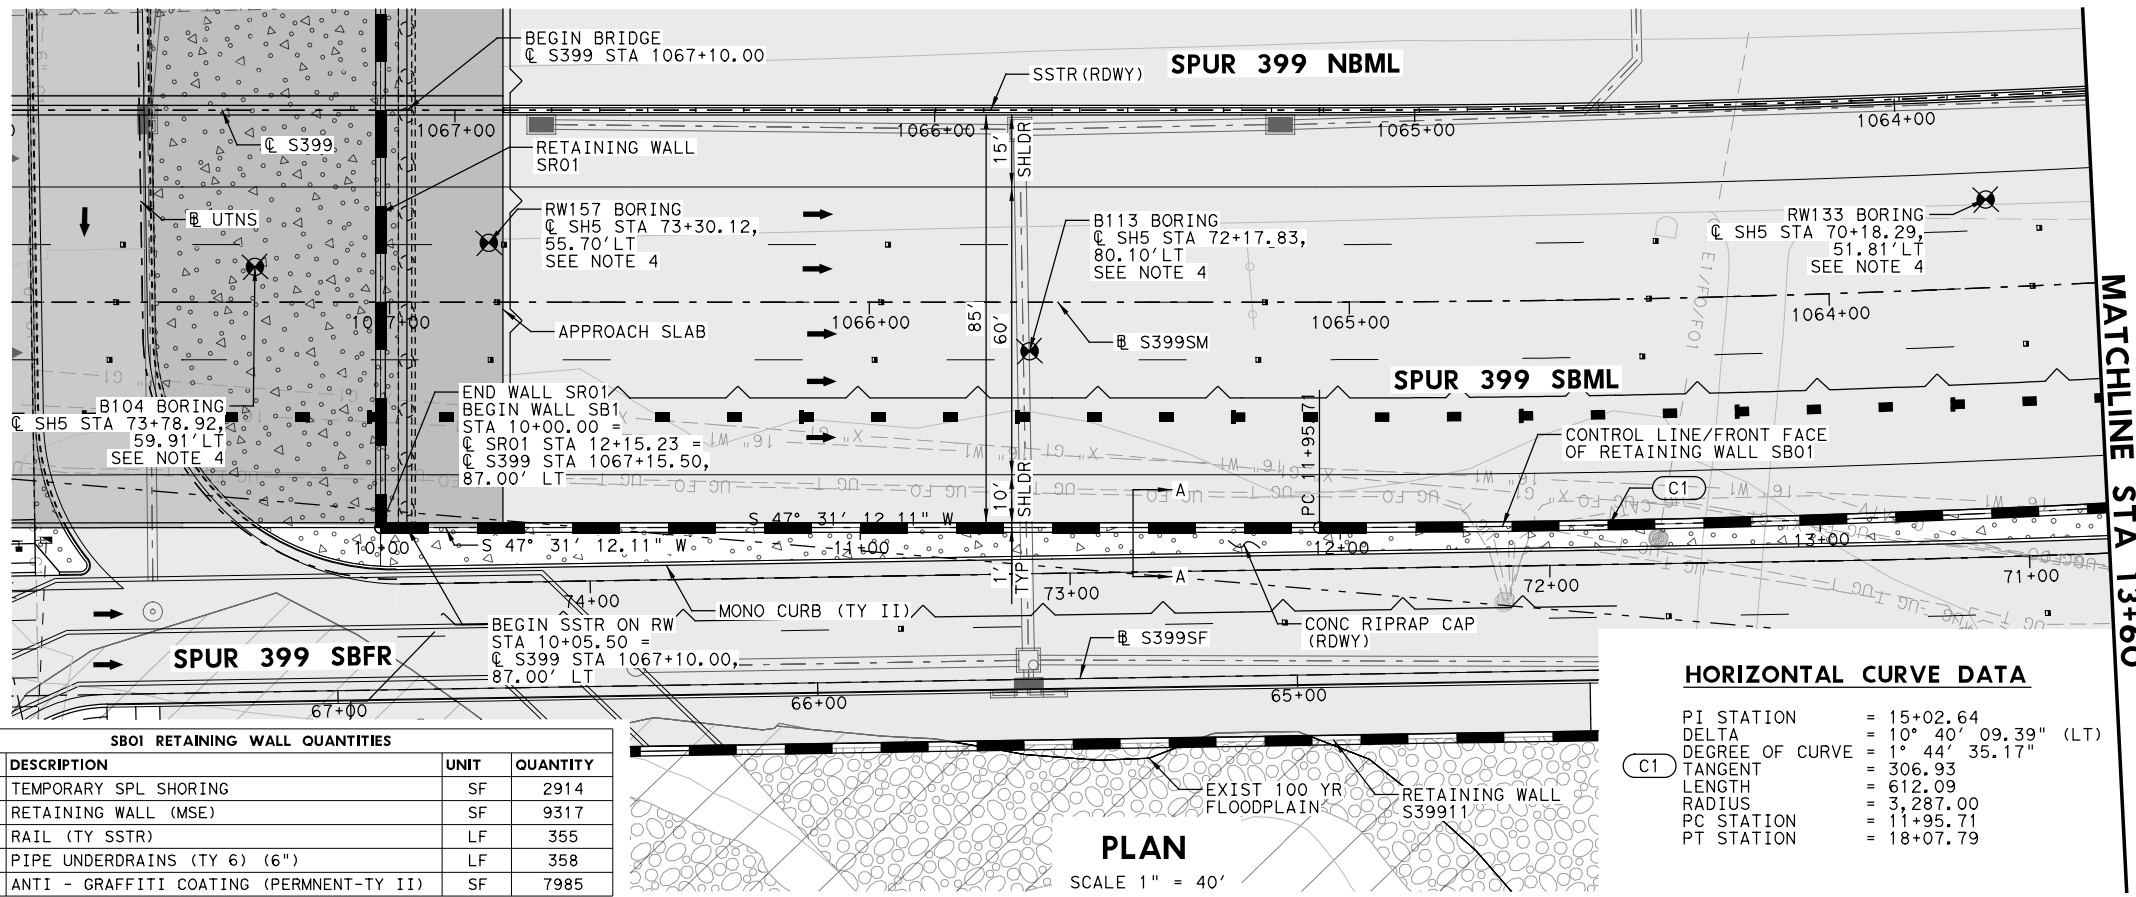 BEGIN BRIDGE
℄ S399 STA 1067+10.00
SSTR(RDWY)
SPUR 399 NBML
1067+00
1066+00
1065+00
1064+00
℄ S399
RETAINING WALL
SR01
15'
SHLDR
B UTNS
RW157 BORING
℄ SH5 STA 73+30.12,
55.70'LT
SEE NOTE 4
B113 BORING
℄ SH5 STA 72+17.83,
80.10'LT
SEE NOTE 4
RW133 BORING
℄ SH5 STA 70+18.29,
51.81'LT
SEE NOTE 4
E1/F0/F01
MATCHLINE STA 13+60
1067+00
1066+00
1065+00
1064+00
APPROACH SLAB
85'
60'
B S399SM
SPUR 399 SBML
B104 BORING
℄ SH5 STA 73+78.92,
59.91'LT
SEE NOTE 4
END WALL SR01
BEGIN WALL SB1
STA 10+00.00 =
℄ SR01 STA 12+15.23 =
℄ S399 STA 1067+15.50,
87.00' LT
10'
SHLDR
PC 11+95.71
CONTROL LINE/FRONT FACE
OF RETAINING WALL SB01
C1
A
S 47° 31' 12.11" W
S 47° 31' 12.11" W
10+00
11+00
12+00
13+00
1'
TYP
A
74+00
73+00
72+00
71+00
MONO CURB (TY II)
BEGIN SSTR ON RW
STA 10+05.50 =
℄ S399 STA 1067+10.00,
87.00' LT
B S399SF
CONC RIPRAP CAP
(RDWY)
SPUR 399 SBFR
67+00
66+00
65+00
EXIST 100 YR
FLOODPLAIN
RETAINING WALL
S39911
PLAN
SCALE 1" = 40'
SB01 RETAINING WALL QUANTITIES
DESCRIPTION UNIT QUANTITY
TEMPORARY SPL SHORING SF 2914
RETAINING WALL (MSE) SF 9317
RAIL (TY SSTR) LF 355
PIPE UNDERDRAINS (TY 6) (6") LF 358
ANTI - GRAFFITI COATING (PERMNENT-TY II) SF 7985
HORIZONTAL CURVE DATA
C1
PI STATION = 15+02.64
DELTA = 10° 40' 09.39" (LT)
DEGREE OF CURVE = 1° 44' 35.17"
TANGENT = 306.93
LENGTH = 612.09
RADIUS = 3,287.00
PC STATION = 11+95.71
PT STATION = 18+07.79